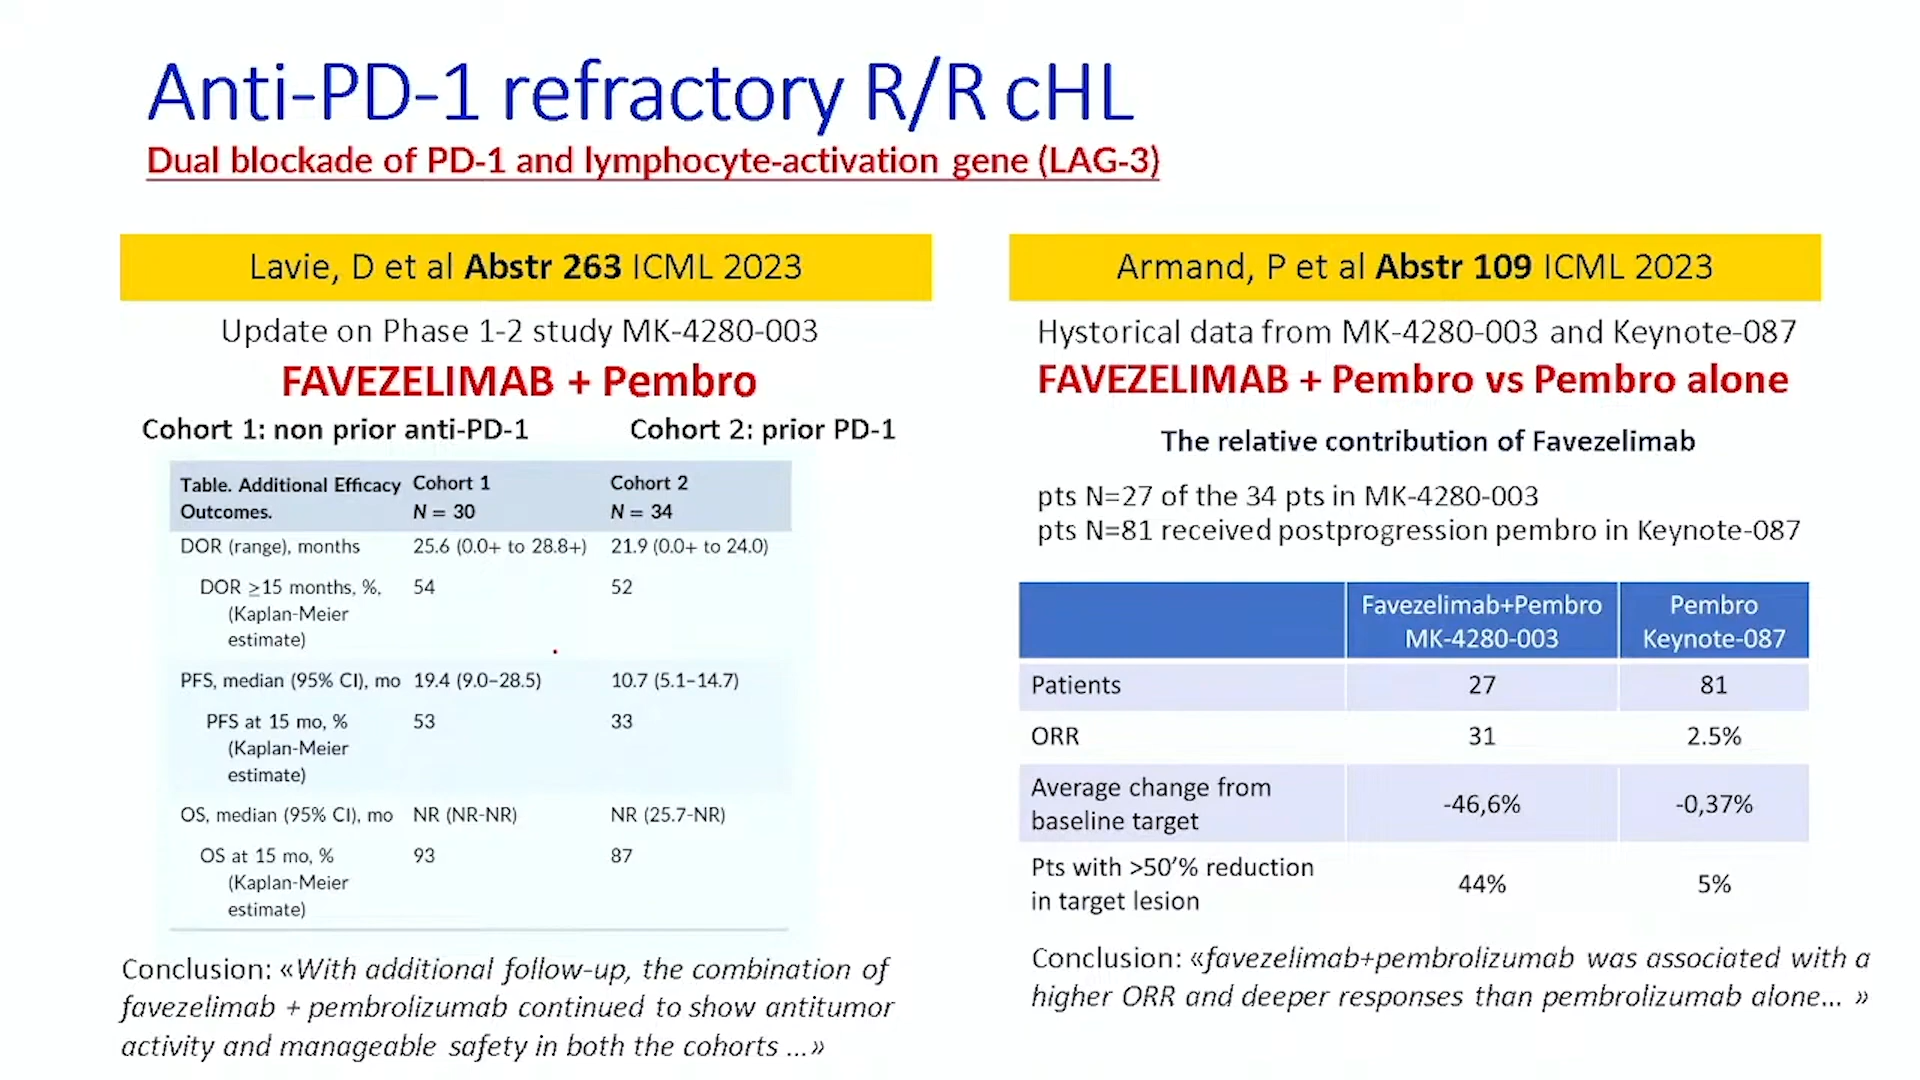 Anti-PD-1 refractory R/R cHL
Dual blockade of PD-1 and lymphocyte-activation gene (LAG-3)
Lavie, D et al Abstr 263 ICML 2023
Update on Phase 1-2 study MK-4280-003
FAVEZELIMAB + Pembro
Cohort 1: non prior anti-PD-1 Cohort 2: prior PD-1
Table. Additional Efficacy Outcomes. Cohort 1 N = 30 Cohort 2 N = 34
DOR (range), months 25.6 (0.0+ to 28.8+) 21.9 (0.0+ to 24.0)
DOR ≥15 months, %, 54 52
(Kaplan-Meier
estimate)
PFS, median (95% CI), mo 19.4 (9.0–28.5) 10.7 (5.1–14.7)
PFS at 15 mo, % 53 33
(Kaplan-Meier
estimate)
OS, median (95% CI), mo NR (NR-NR) NR (25.7-NR)
OS at 15 mo, % 93 87
(Kaplan-Meier
estimate)
Conclusion: «With additional follow-up, the combination of
favezelimab + pembrolizumab continued to show antitumor
activity and manageable safety in both the cohorts ...»
Armand, P et al Abstr 109 ICML 2023
Hystorical data from MK-4280-003 and Keynote-087
FAVEZELIMAB + Pembro vs Pembro alone
The relative contribution of Favezelimab
pts N=27 of the 34 pts in MK-4280-003
pts N=81 received postprogression pembro in Keynote-087
Favezelimab+Pembro Pembro
MK-4280-003 Keynote-087
Patients 27 81
ORR 31 2.5%
Average change from
baseline target -46,6% -0,37%
Pts with >50’% reduction
in target lesion 44% 5%
Conclusion: «favezelimab+pembrolizumab was associated with a
higher ORR and deeper responses than pembrolizumab alone... »